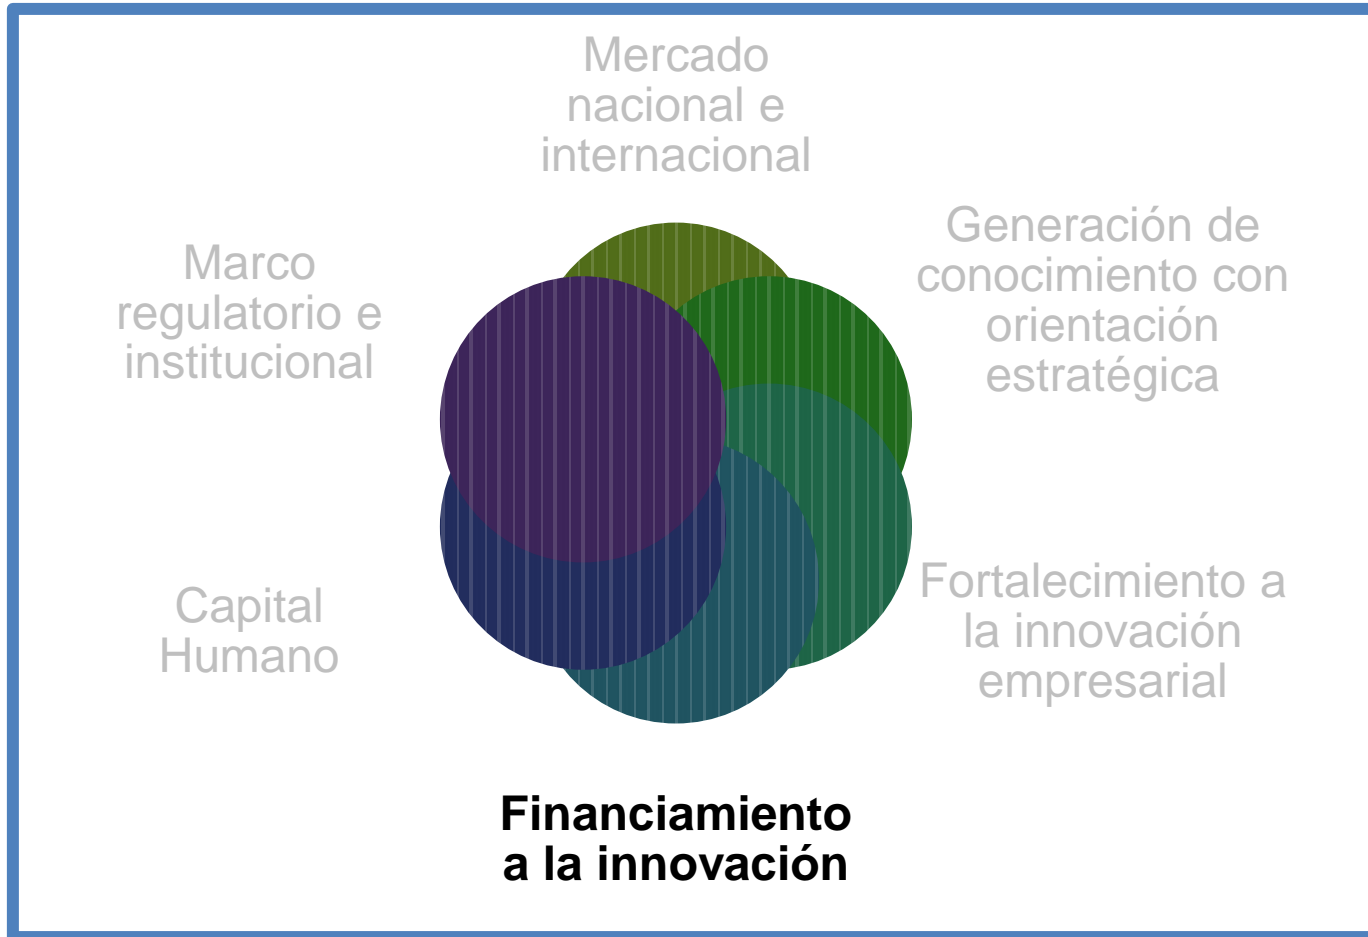 Mercado
nacional e
internacional
Generación de
conocimiento con
orientación
estratégica
Fortalecimiento a
la innovación
empresarial
Financiamiento
a la innovación
Capital
Humano
Marco
regulatorio e
institucional